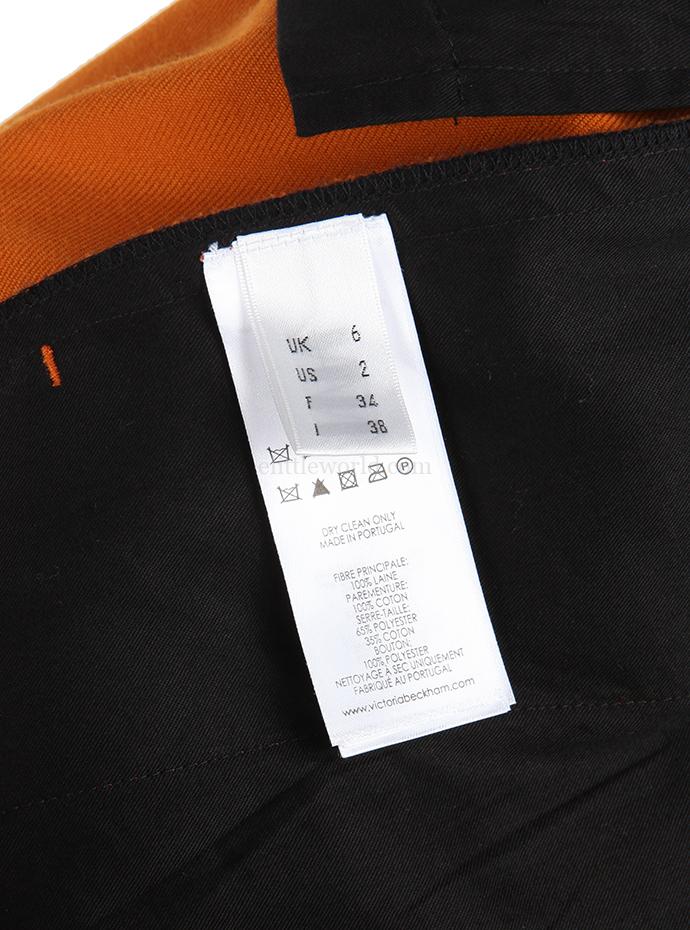 UK 6
US 2
F 34
I 38
DRY CLEAN ONLY
MADE IN PORTUGAL
FIBRE PRINCIPALE:
100% LAINE
PAREMENTURE:
100% COTON
SERRE-TAILLE:
65% POLYESTER
35% COTON
BOUTON:
100% POLYESTER
NETTOYAGE A SEC UNIQUEMENT
FABRIQUE AU PORTUGAL
www.victoriabeckham.com